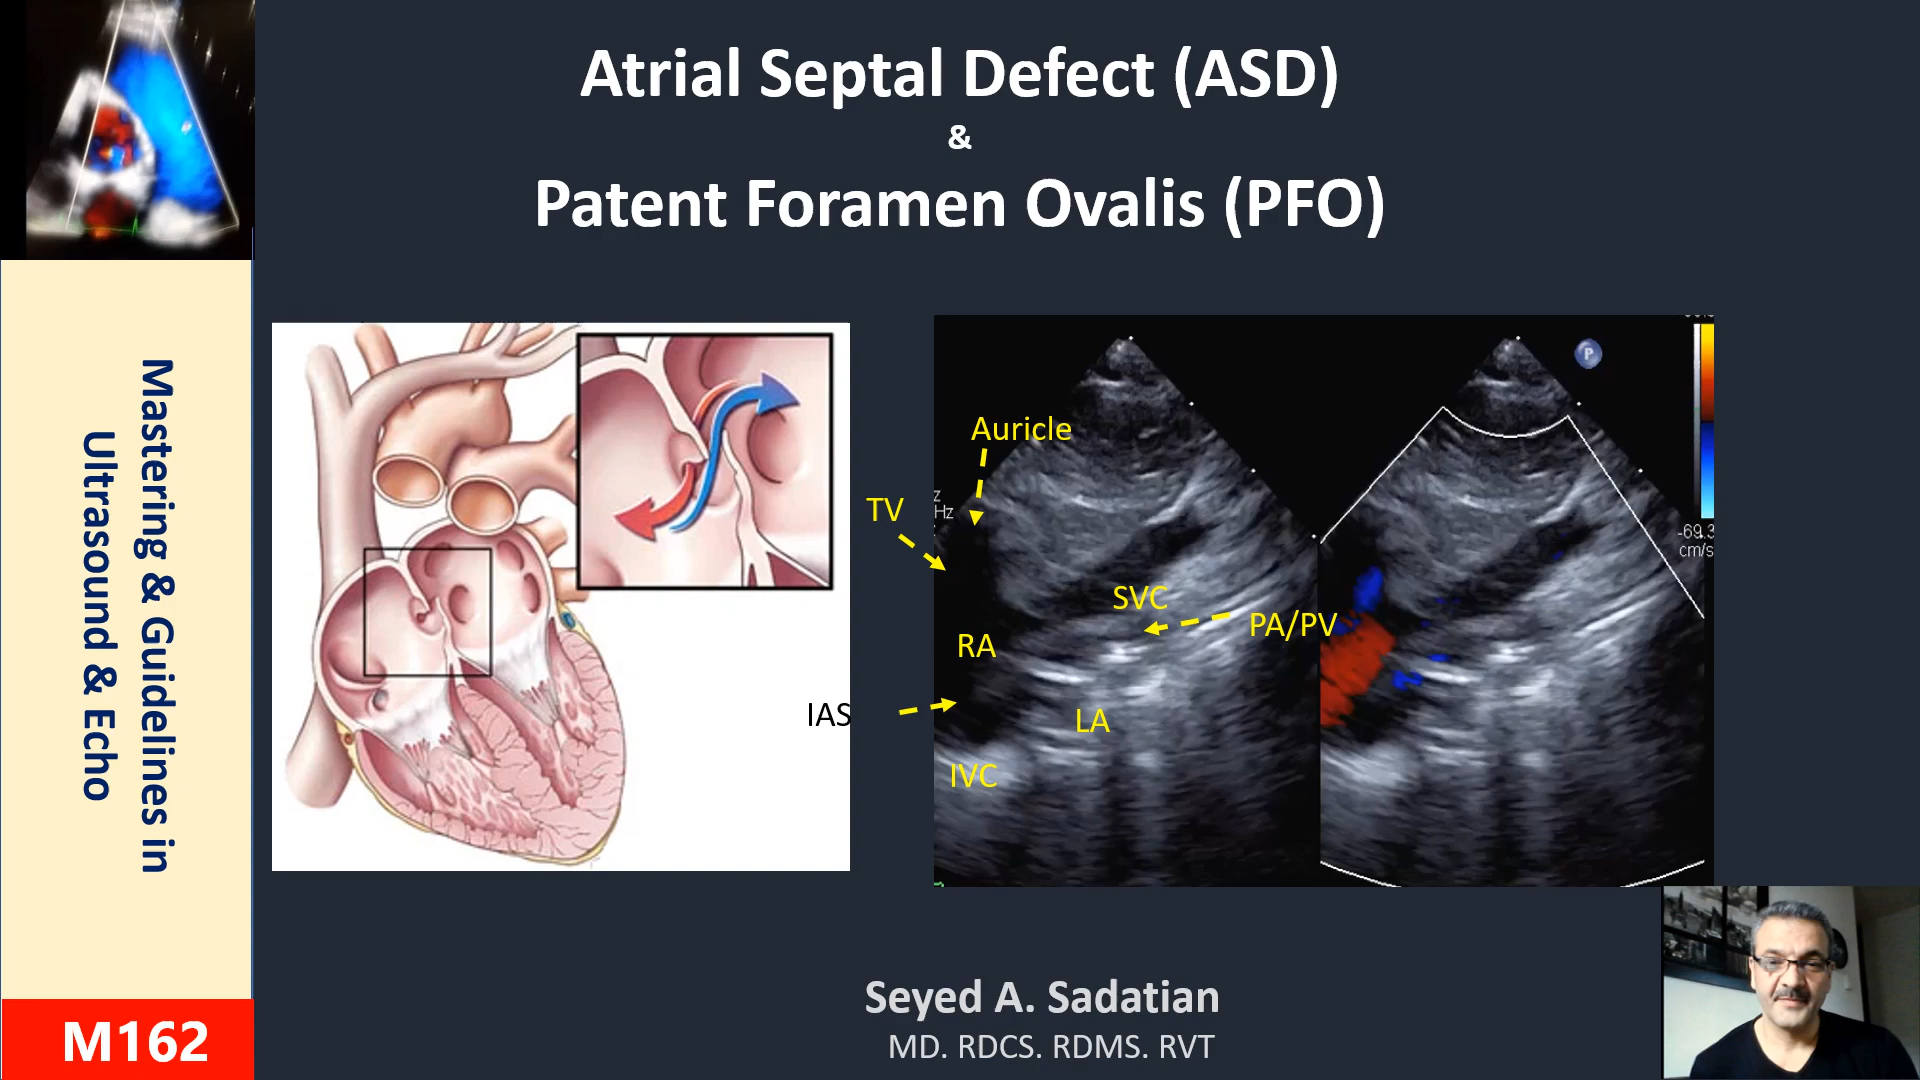 Atrial Septal Defect (ASD)
&
Patent Foramen Ovalis (PFO)
Mastering & Guidelines in
Ultrasound & Echo
M162
Auricle
TV
RA
IAS
IVC
SVC
PA/PV
LA
z
Hz
P
-69.3
cm/s
Seyed A. Sadatian
MD. RDCS. RDMS. RVT